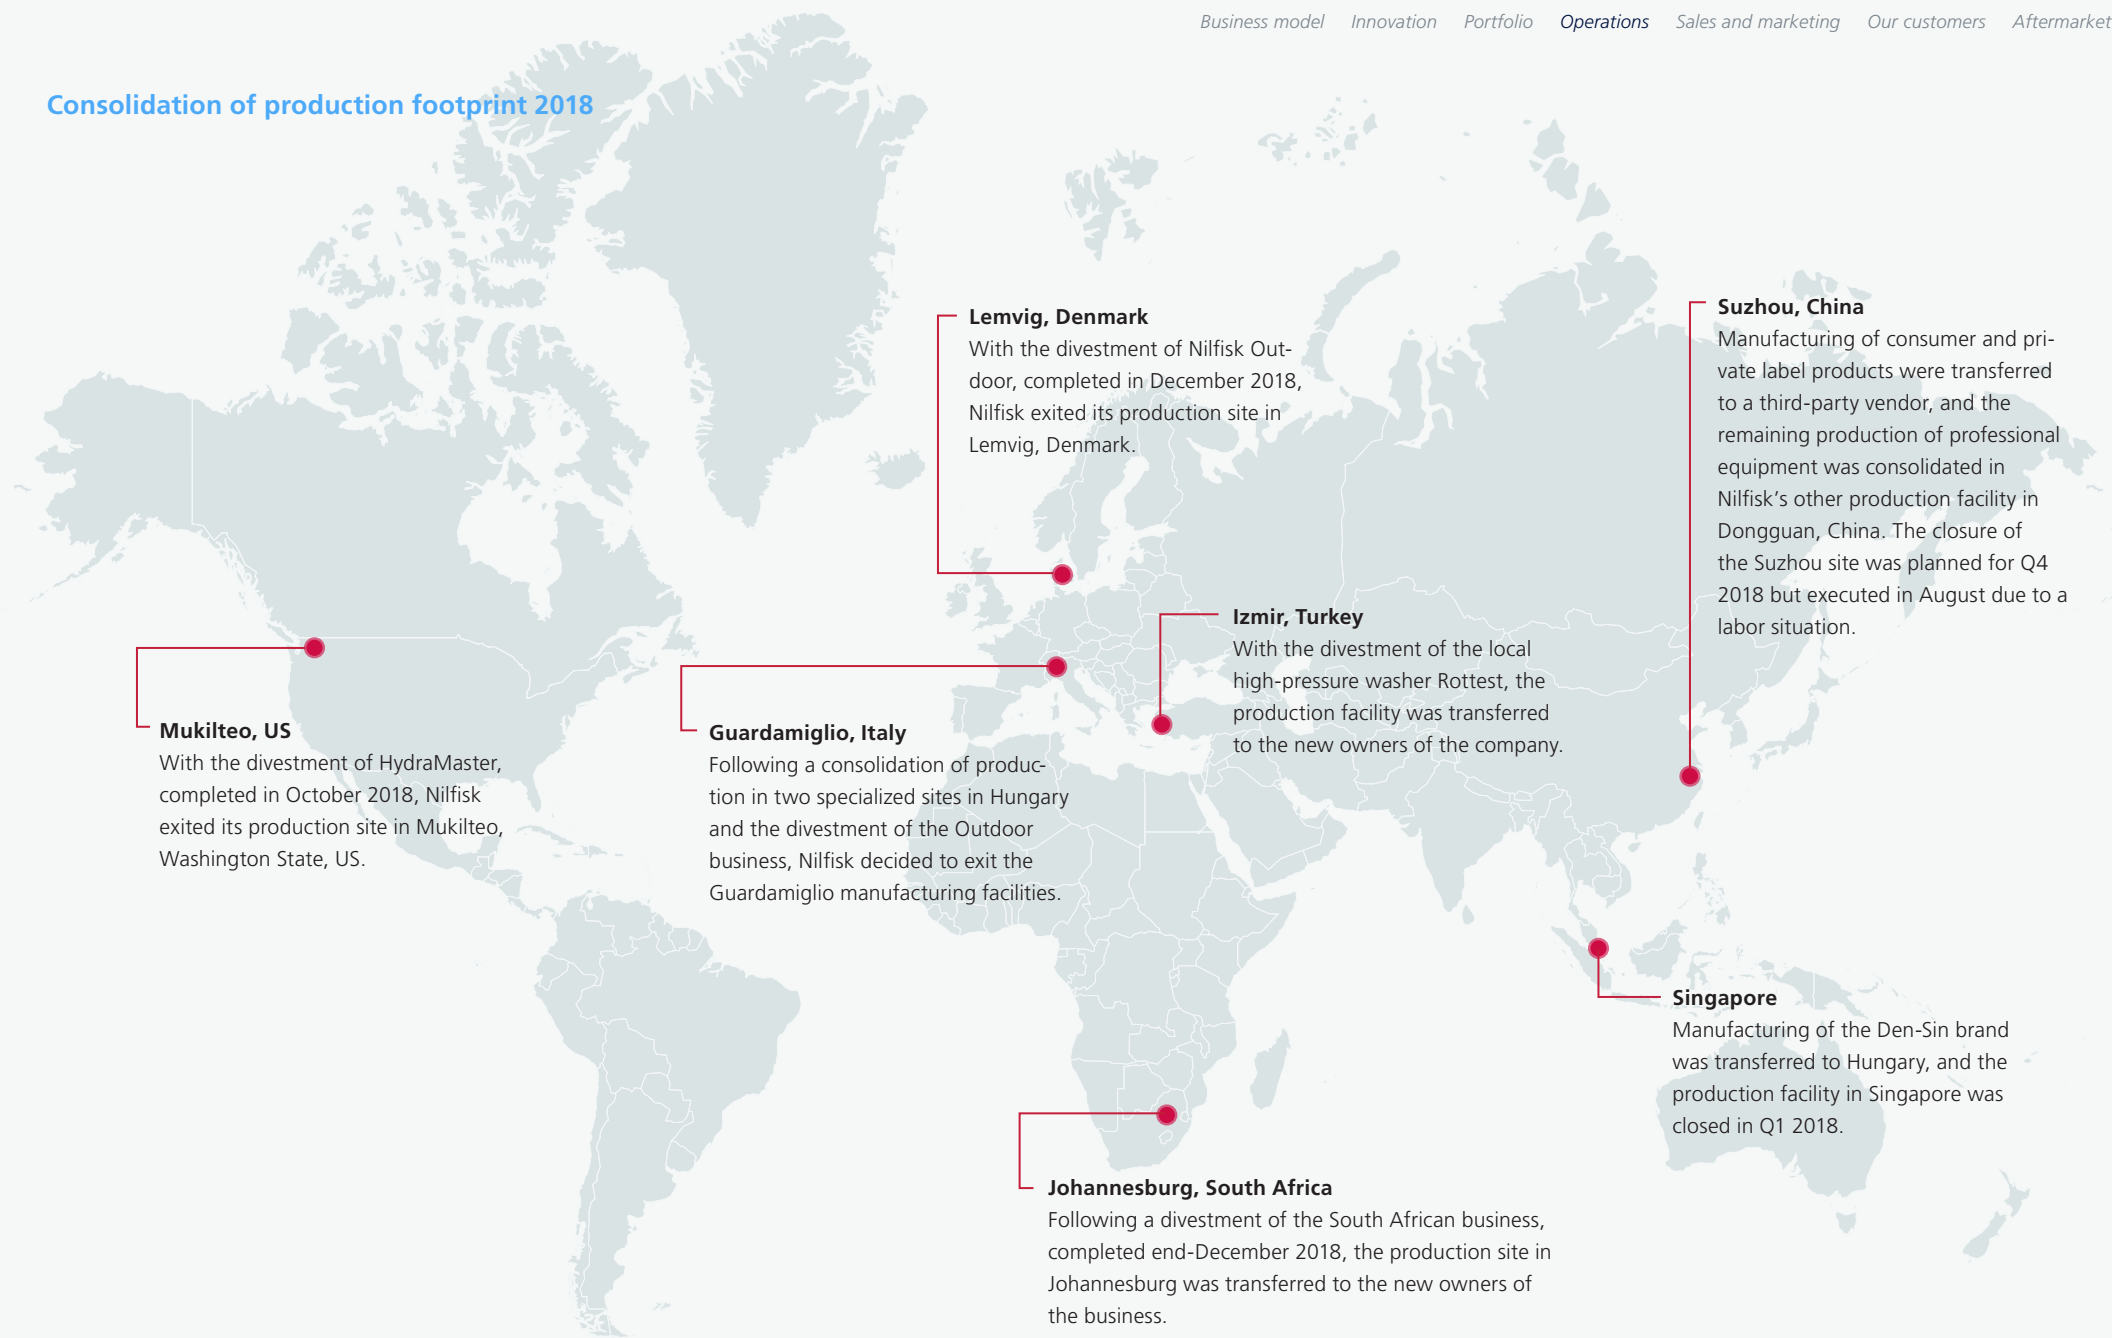 Business model Innovation Portfolio Operations Sales and marketing Our customers Aftermarket
Consolidation of production footprint 2018
Lemvig, Denmark
With the divestment of Nilfisk Out-
door, completed in December 2018,
Nilfisk exited its production site in
Lemvig, Denmark.
Suzhou, China
Manufacturing of consumer and pri-
vate label products were transferred
to a third-party vendor, and the
remaining production of professional
equipment was consolidated in
Nilfisk's other production facility in
Dongguan, China. The closure of
the Suzhou site was planned for Q4
2018 but executed in August due to a
labor situation.
Izmir, Turkey
With the divestment of the local
high-pressure washer Rottest, the
production facility was transferred
to the new owners of the company.
Mukilteo, US
With the divestment of HydraMaster,
completed in October 2018, Nilfisk
exited its production site in Mukilteo,
Washington State, US.
Guardamiglio, Italy
Following a consolidation of produc-
tion in two specialized sites in Hungary
and the divestment of the Outdoor
business, Nilfisk decided to exit the
Guardamiglio manufacturing facilities.
Singapore
Manufacturing of the Den-Sin brand
was transferred to Hungary, and the
production facility in Singapore was
closed in Q1 2018.
Johannesburg, South Africa
Following a divestment of the South African business,
completed end-December 2018, the production site in
Johannesburg was transferred to the new owners of
the business.